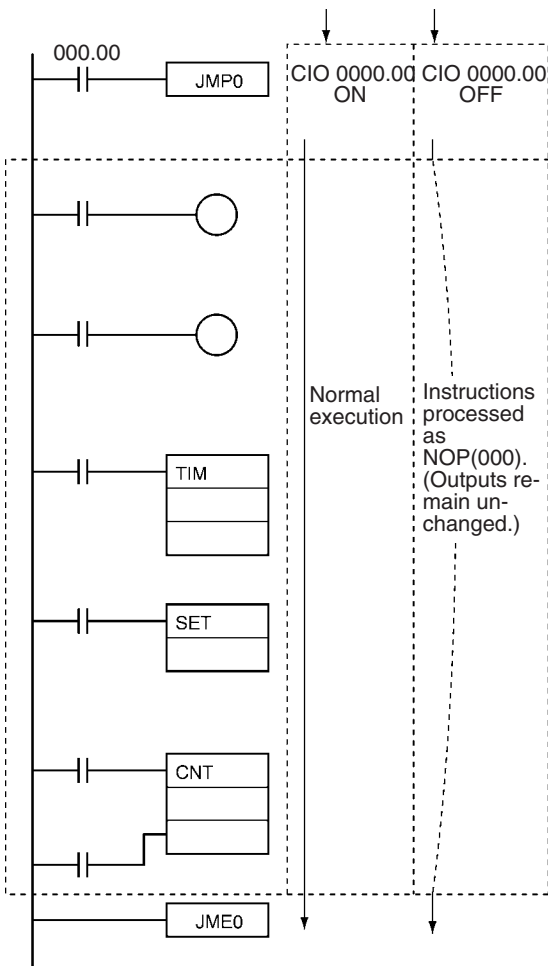 000.00
JMP0
CIO 0000.00
ON
CIO 0000.00
OFF
Normal
execution
Instructions
processed
as
NOP(000).
(Outputs re-
main un-
changed.)
TIM
SET
CNT
JME0